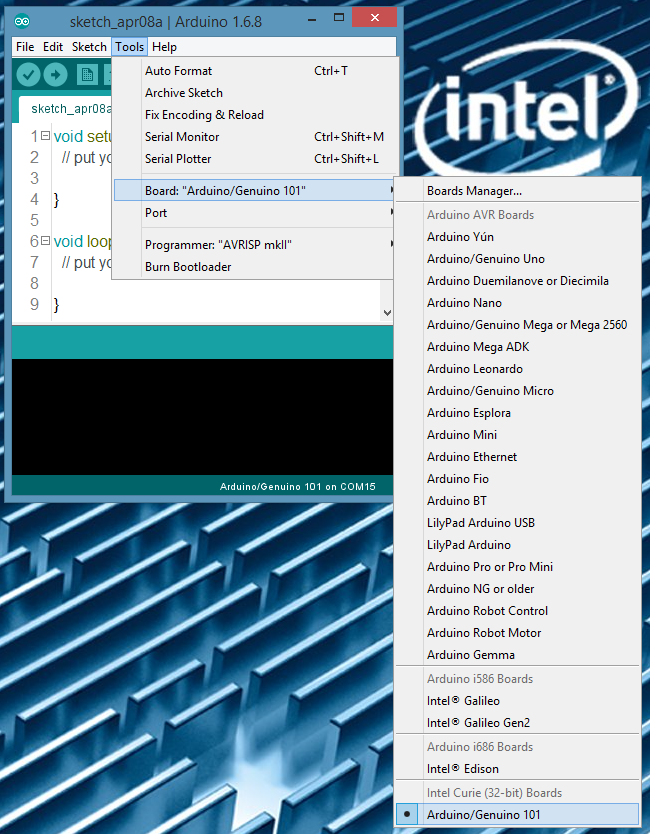 sketch_apr08a | Arduino 1.6.8
File Edit Sketch Tools Help
sketch_apr08a
1 void setu
2 // put yo
3
4 }
5
6 void loop
7 // put yo
8
9 }
Auto Format Ctrl+T
Archive Sketch
Fix Encoding & Reload
Serial Monitor Ctrl+Shift+M
Serial Plotter Ctrl+Shift+L
Board: "Arduino/Genuino 101"
Port
Programmer: "AVRISP mkII"
Burn Bootloader
Arduino/Genuino 101 on COM15
intel®
Boards Manager...
Arduino AVR Boards
Arduino Yún
Arduino/Genuino Uno
Arduino Duemilanove or Diecimila
Arduino Nano
Arduino/Genuino Mega or Mega 2560
Arduino Mega ADK
Arduino Leonardo
Arduino/Genuino Micro
Arduino Esplora
Arduino Mini
Arduino Ethernet
Arduino Fio
Arduino BT
LilyPad Arduino USB
LilyPad Arduino
Arduino Pro or Pro Mini
Arduino NG or older
Arduino Robot Control
Arduino Robot Motor
Arduino Gemma
Arduino i586 Boards
Intel® Galileo
Intel® Galileo Gen2
Arduino i686 Boards
Intel® Edison
Intel Curie (32-bit) Boards
Arduino/Genuino 101